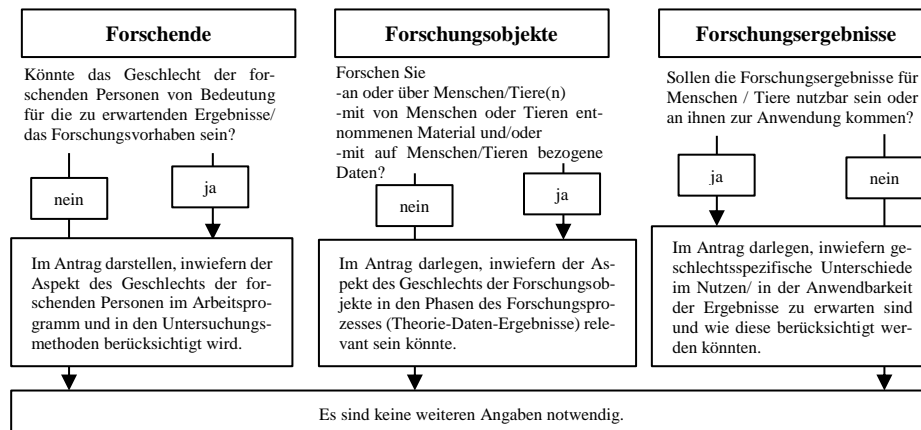 Forschende
Könnte das Geschlecht der for-
schenden Personen von Bedeutung
für die zu erwartenden Ergebnisse/
das Forschungsvorhaben sein?
nein
ja
Im Antrag darstellen, inwiefern der
Aspekt des Geschlechts der for-
schenden Personen im Arbeitspro-
gramm und in den Untersuchungs-
methoden berücksichtigt wird.
Forschungsobjekte
Forschen Sie
-an oder über Menschen/Tiere(n)
-mit von Menschen oder Tieren ent-
nommenen Material und/oder
-mit auf Menschen/Tieren bezogene
Daten?
nein
ja
Im Antrag darlegen, inwiefern der As-
pekt des Geschlechts der Forschungsob-
jekte in den Phasen des Forschungspro-
zesses (Theorie-Daten-Ergebnisse) rele-
vant sein könnte.
Forschungsergebnisse
Sollen die Forschungsergebnisse für
Menschen / Tiere nutzbar sein oder
an ihnen zur Anwendung kommen?
ja
nein
Im Antrag darlegen, inwiefern ge-
schlechtsspezifische Unterschiede
im Nutzen/ in der Anwendbarkeit
der Ergebnisse zu erwarten sind
und wie diese berücksichtigt wer-
den könnten.
Es sind keine weiteren Angaben notwendig.